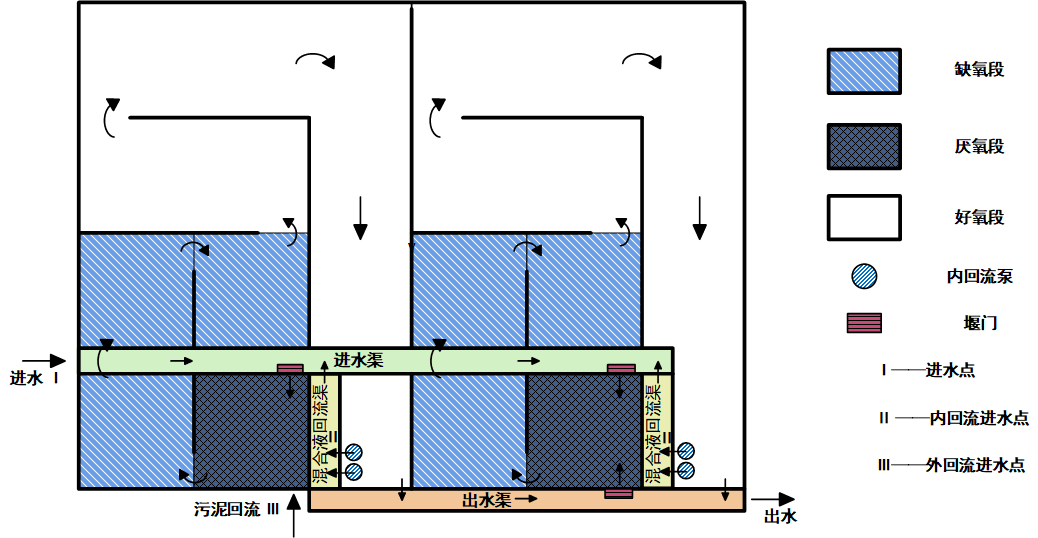 缺氧段
厌氧段
好氧段
内回流泵
堰门
进水渠
进水 I
I——进水点
混合液回流渠
II
混合液回流渠
II
II——内回流进水点
III——外回流进水点
出水渠
污泥回流 III
出水